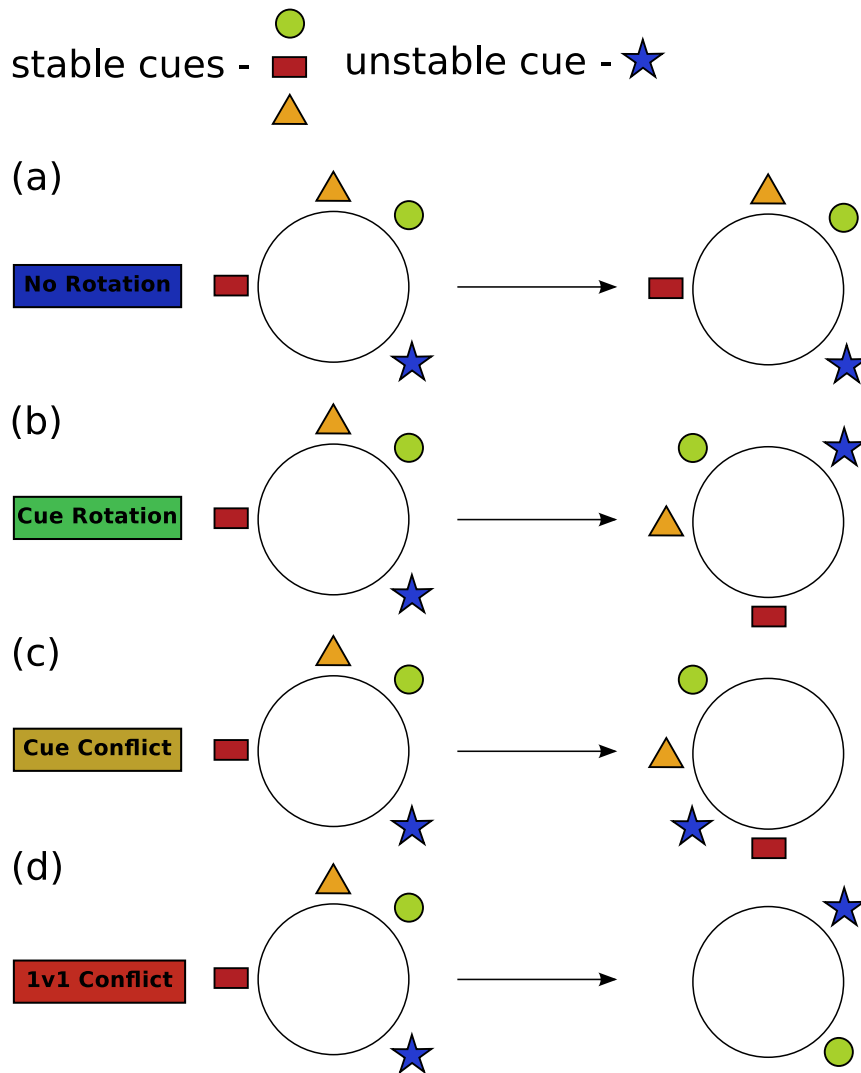 stable cues - unstable cue -
(a)
No Rotation
(b)
Cue Rotation
(c)
Cue Conflict
(d)
1v1 Conflict